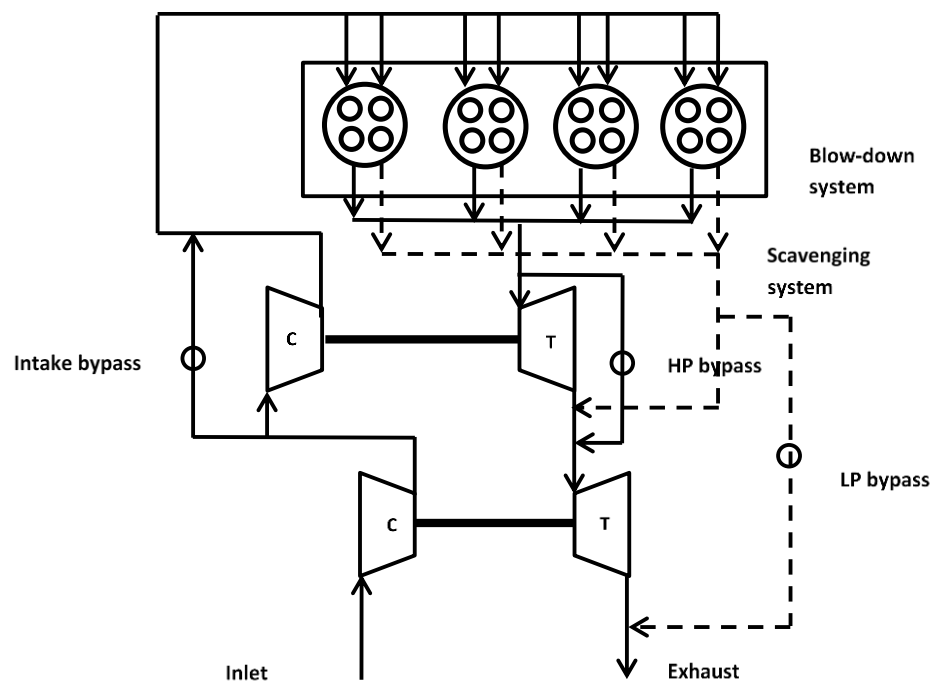 Blow-down
system
Scavenging
system
C
T
Intake bypass
HP bypass
LP bypass
C
T
Inlet
Exhaust